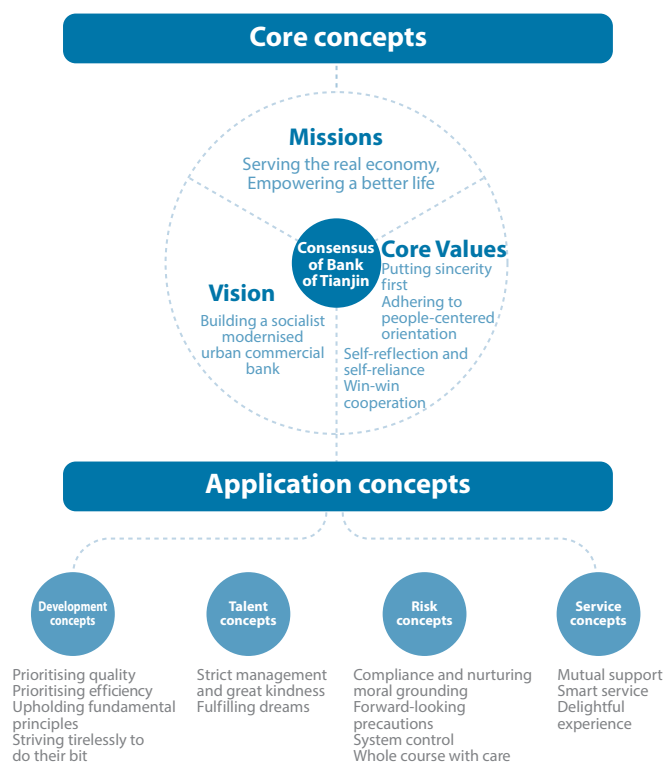 Core concepts
Missions
Serving the real economy,
Empowering a better life
Consensus
of Bank
of Tianjin
Core Values
Putting sincerity
first
Adhering to
people-centered
orientation
Self-reflection and
self-reliance
Win-win
cooperation
Vision
Building a socialist
modernised
urban commercial
bank
Application concepts
Development
concepts
Prioritising quality
Prioritising efficiency
Upholding fundamental
principles
Striving tirelessly to
do their bit
Talent
concepts
Strict management
and great kindness
Fulfilling dreams
Risk
concepts
Compliance and nurturing
moral grounding
Forward-looking
precautions
System control
Whole course with care
Service
concepts
Mutual support
Smart service
Delightful
experience